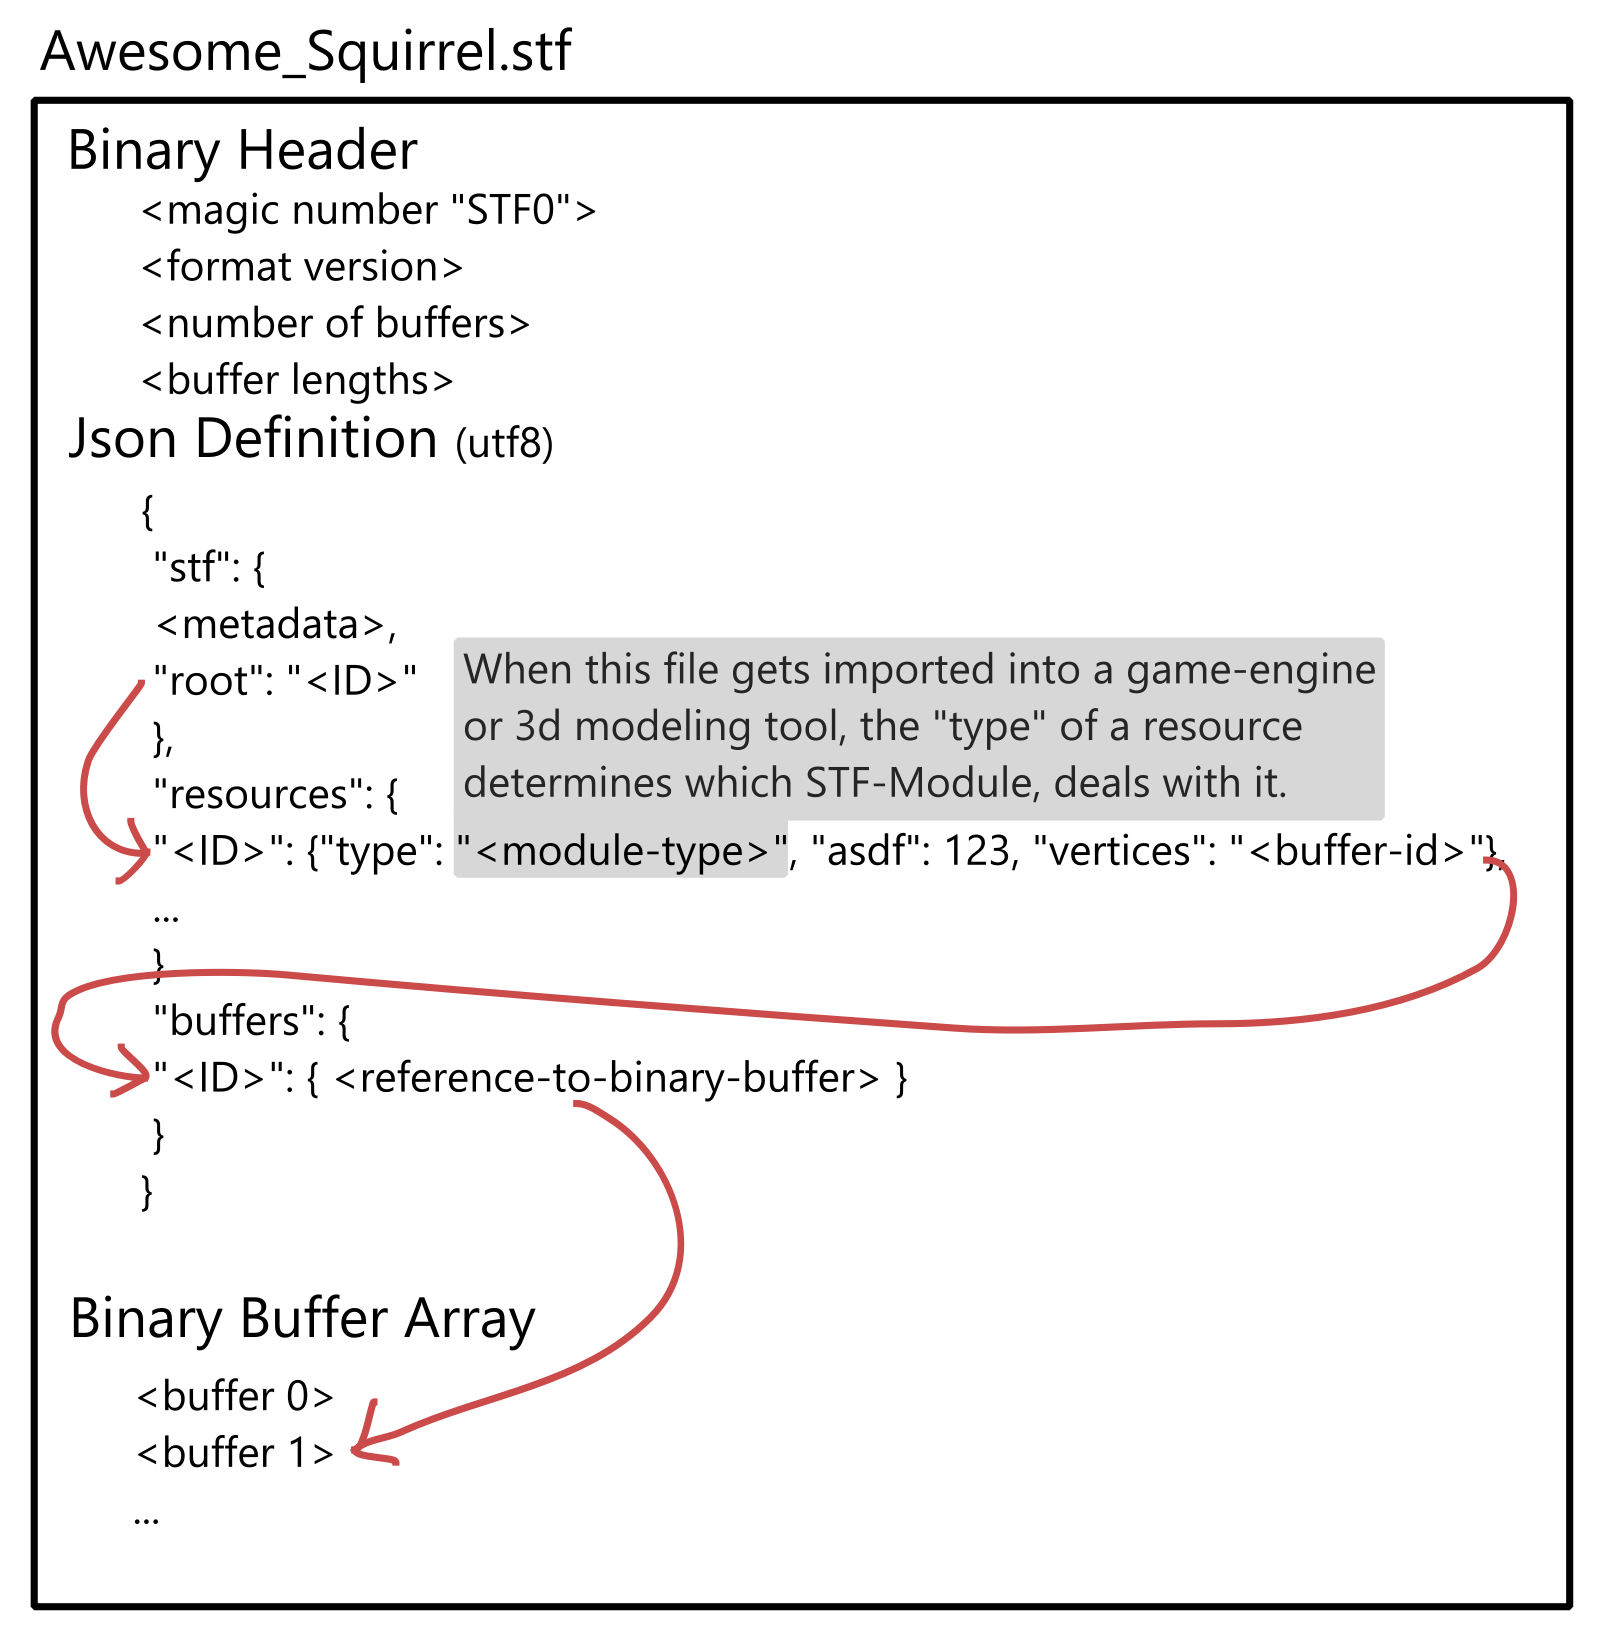 Awesome_Squirrel.stf
Binary Header
<magic number "STF0">
<format version>
<number of buffers>
<buffer lengths>
Json Definition (utf8)
{
"stf": {
<metadata>,
"root": "<ID>"
},
"resources": {
When this file gets imported into a game-engine
or 3d modeling tool, the "type" of a resource
determines which STF-Module, deals with it.
"<ID>": {"type": "<module-type>", "asdf": 123, "vertices": "<buffer-id>"},
...
}
"buffers": {
"<ID>": { <reference-to-binary-buffer> }
}
}
Binary Buffer Array
<buffer 0>
<buffer 1>
...